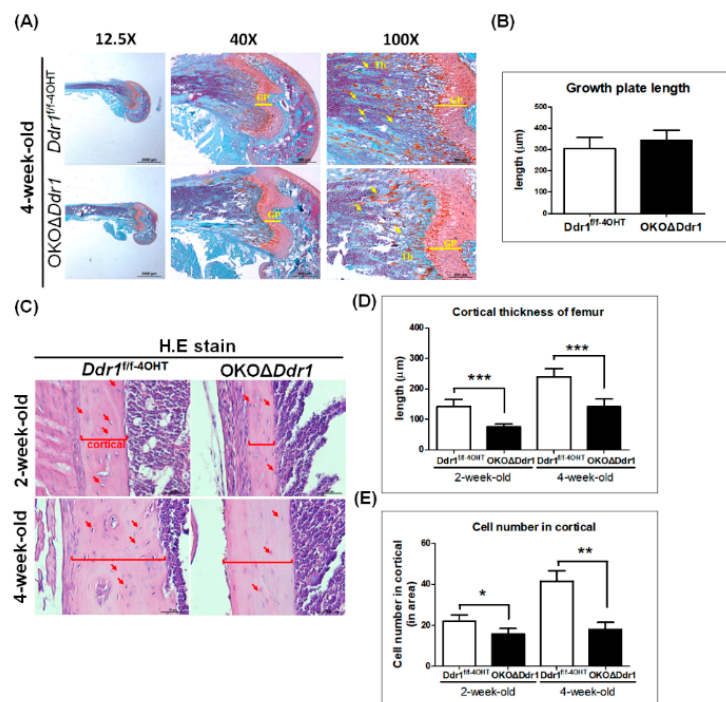 (A)
12.5X 40X 100X
4-week-old
Ddr1f/f-4OHT
OKOΔDdr1
GP
Tb
GP
GP
Tb
GP
(B)
Growth plate length
length (μm)
500
400
300
200
100
0
Ddr1f/f-4OHT OKOΔDdr1
(C)
H.E stain
Ddr1f/f-4OHT OKOΔDdr1
2-week-old
cortical
4-week-old
(D)
Cortical thickness of femur
length (μm)
400
300
200
100
0
*** ***
Ddr1f/f-4OHT OKOΔDdr1 Ddr1f/f-4OHT OKOΔDdr1
2-week-old 4-week-old
(E)
Cell number in cortical
Cell number in cortical
(in area)
60
40
20
0
* **
Ddr1f/f-4OHT OKOΔDdr1 Ddr1f/f-4OHT OKOΔDdr1
2-week-old 4-week-old